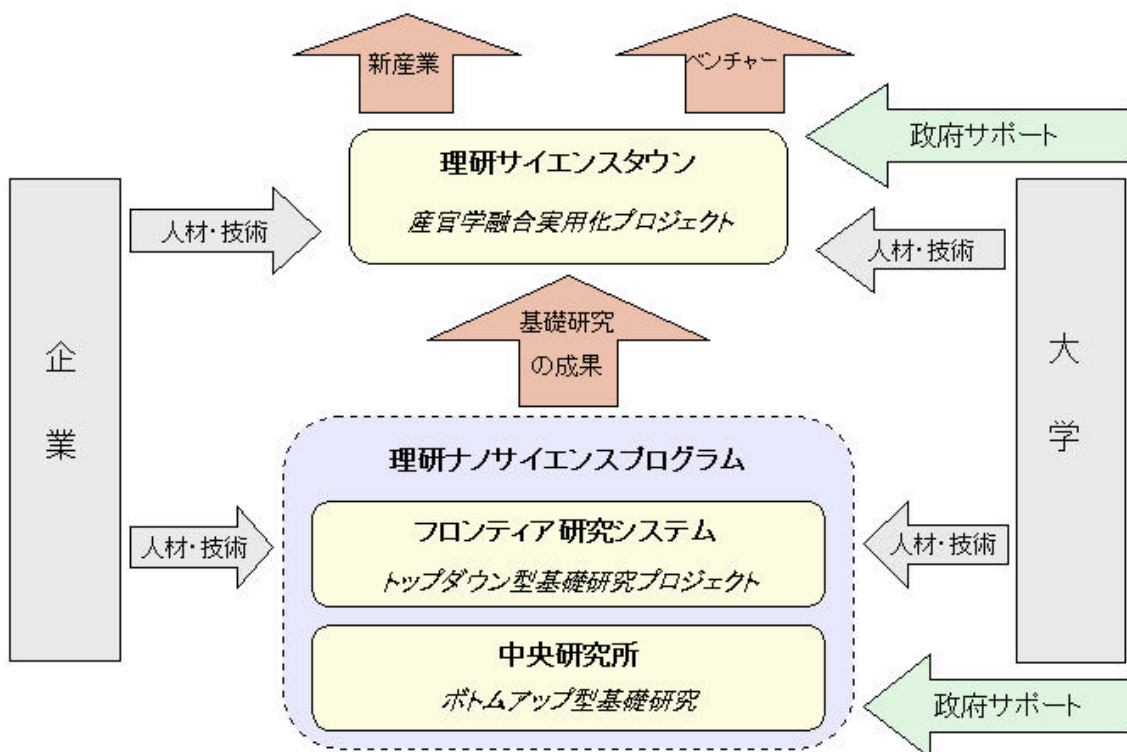 新産業
ベンチャー
政府サポート
理研サイエンスタウン
産官学融合実用化プロジェクト
人材・技術
人材・技術
基礎研究
の成果
企
業
大
学
理研ナノサイエンスプログラム
フロンティア研究システム
トップダウン型基礎研究プロジェクト
人材・技術
人材・技術
中央研究所
ボトムアップ型基礎研究
政府サポート